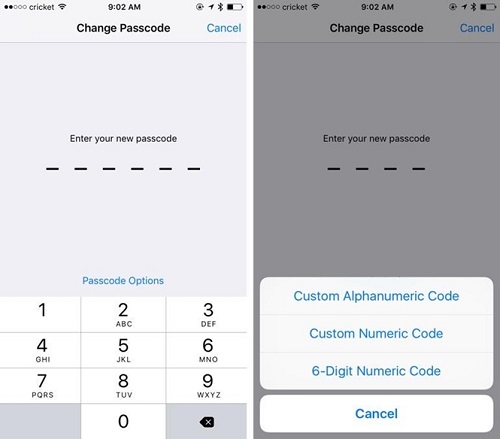 cricket 9:02 AM
Change Passcode Cancel
Enter your new passcode
Passcode Options
1
2 ABC
3 DEF
4 GHI
5 JKL
6 MNO
7 PQRS
8 TUV
9 WXYZ
0
cricket 9:02 AM
Change Passcode Cancel
Enter your new passcode
Custom Alphanumeric Code
Custom Numeric Code
6-Digit Numeric Code
Cancel